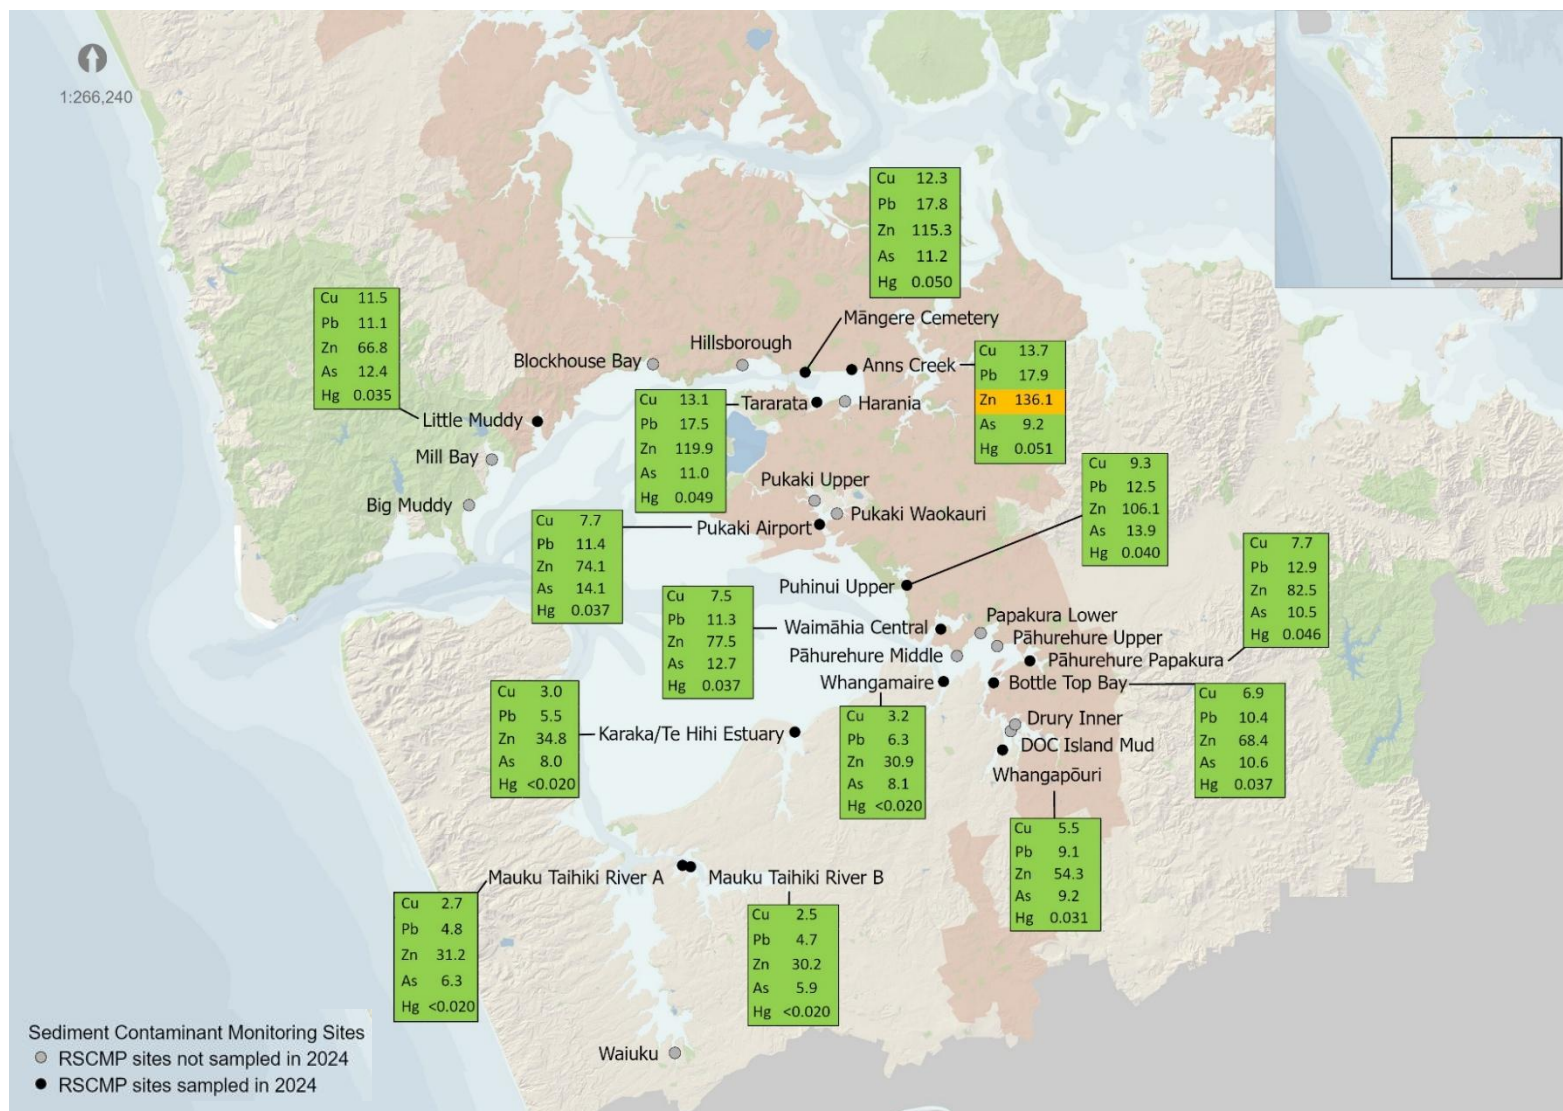 1:266,240
Cu 12.3
Pb 17.8
Zn 115.3
As 11.2
Hg 0.050
Māngere Cemetery
Cu 11.5
Pb 11.1
Zn 66.8
As 12.4
Hg 0.035
Little Muddy
Blockhouse Bay
Hillsborough
Anns Creek
Cu 13.7
Pb 17.9
Zn 136.1
As 9.2
Hg 0.051
Cu 13.1
Pb 17.5
Zn 119.9
As 11.0
Hg 0.049
Tararata
Harania
Mill Bay
Big Muddy
Pukaki Upper
Pukaki Waokauri
Pukaki Airport
Cu 7.7
Pb 11.4
Zn 74.1
As 14.1
Hg 0.037
Cu 9.3
Pb 12.5
Zn 106.1
As 13.9
Hg 0.040
Puhinui Upper
Cu 7.7
Pb 12.9
Zn 82.5
As 10.5
Hg 0.046
Cu 7.5
Pb 11.3
Zn 77.5
As 12.7
Hg 0.037
Waimāhia Central
Papakura Lower
Pāhurehure Upper
Pāhurehure Middle
Pāhurehure Papakura
Whangamaire
Bottle Top Bay
Cu 3.0
Pb 5.5
Zn 34.8
As 8.0
Hg <0.020
Karaka/Te Hihi Estuary
Cu 3.2
Pb 6.3
Zn 30.9
As 8.1
Hg <0.020
Cu 6.9
Pb 10.4
Zn 68.4
As 10.6
Hg 0.037
Drury Inner
DOC Island Mud
Whangapōuri
Cu 5.5
Pb 9.1
Zn 54.3
As 9.2
Hg 0.031
Mauku Taihiki River A
Mauku Taihiki River B
Cu 2.7
Pb 4.8
Zn 31.2
As 6.3
Hg <0.020
Cu 2.5
Pb 4.7
Zn 30.2
As 5.9
Hg <0.020
Waiuku
Sediment Contaminant Monitoring Sites
RSCMP sites not sampled in 2024
RSCMP sites sampled in 2024